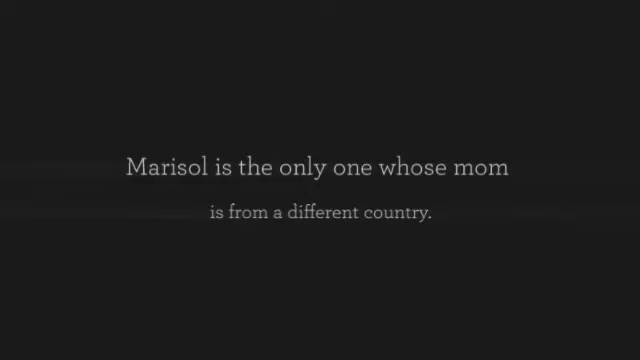 Marisol is the only one whose mom
is from a different country.